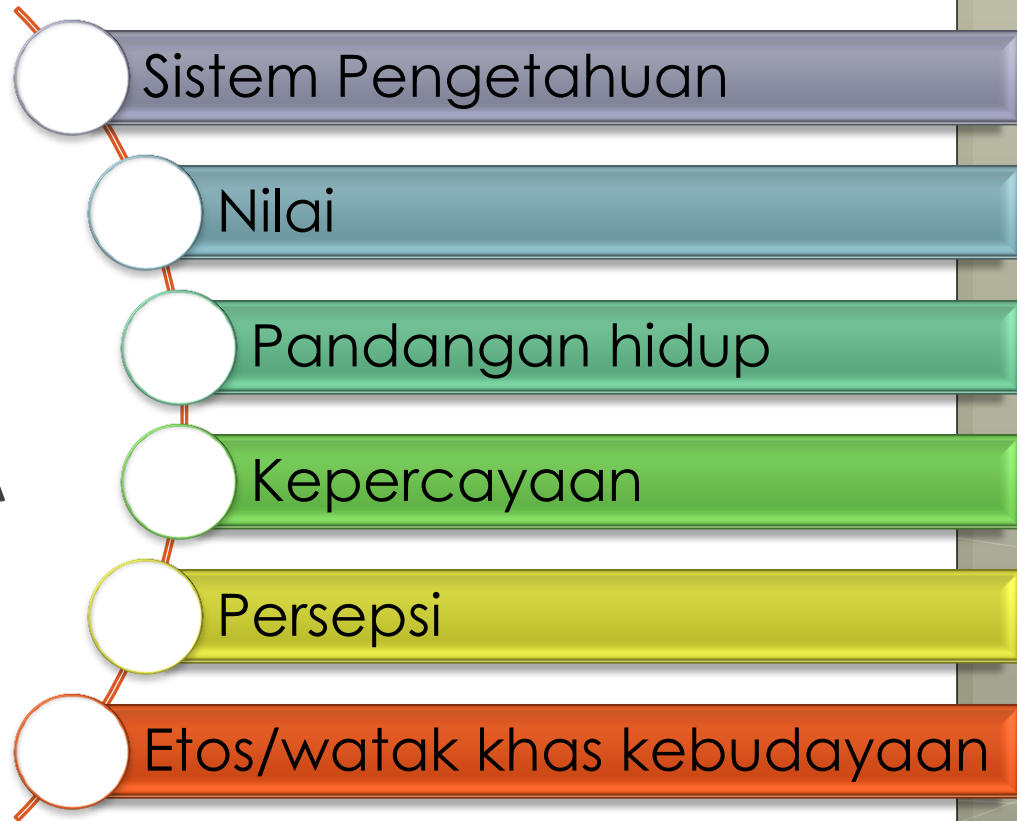 Sistem Pengetahuan
Nilai
Pandangan hidup
Kepercayaan
Persepsi
Etos/watak khas kebudayaan